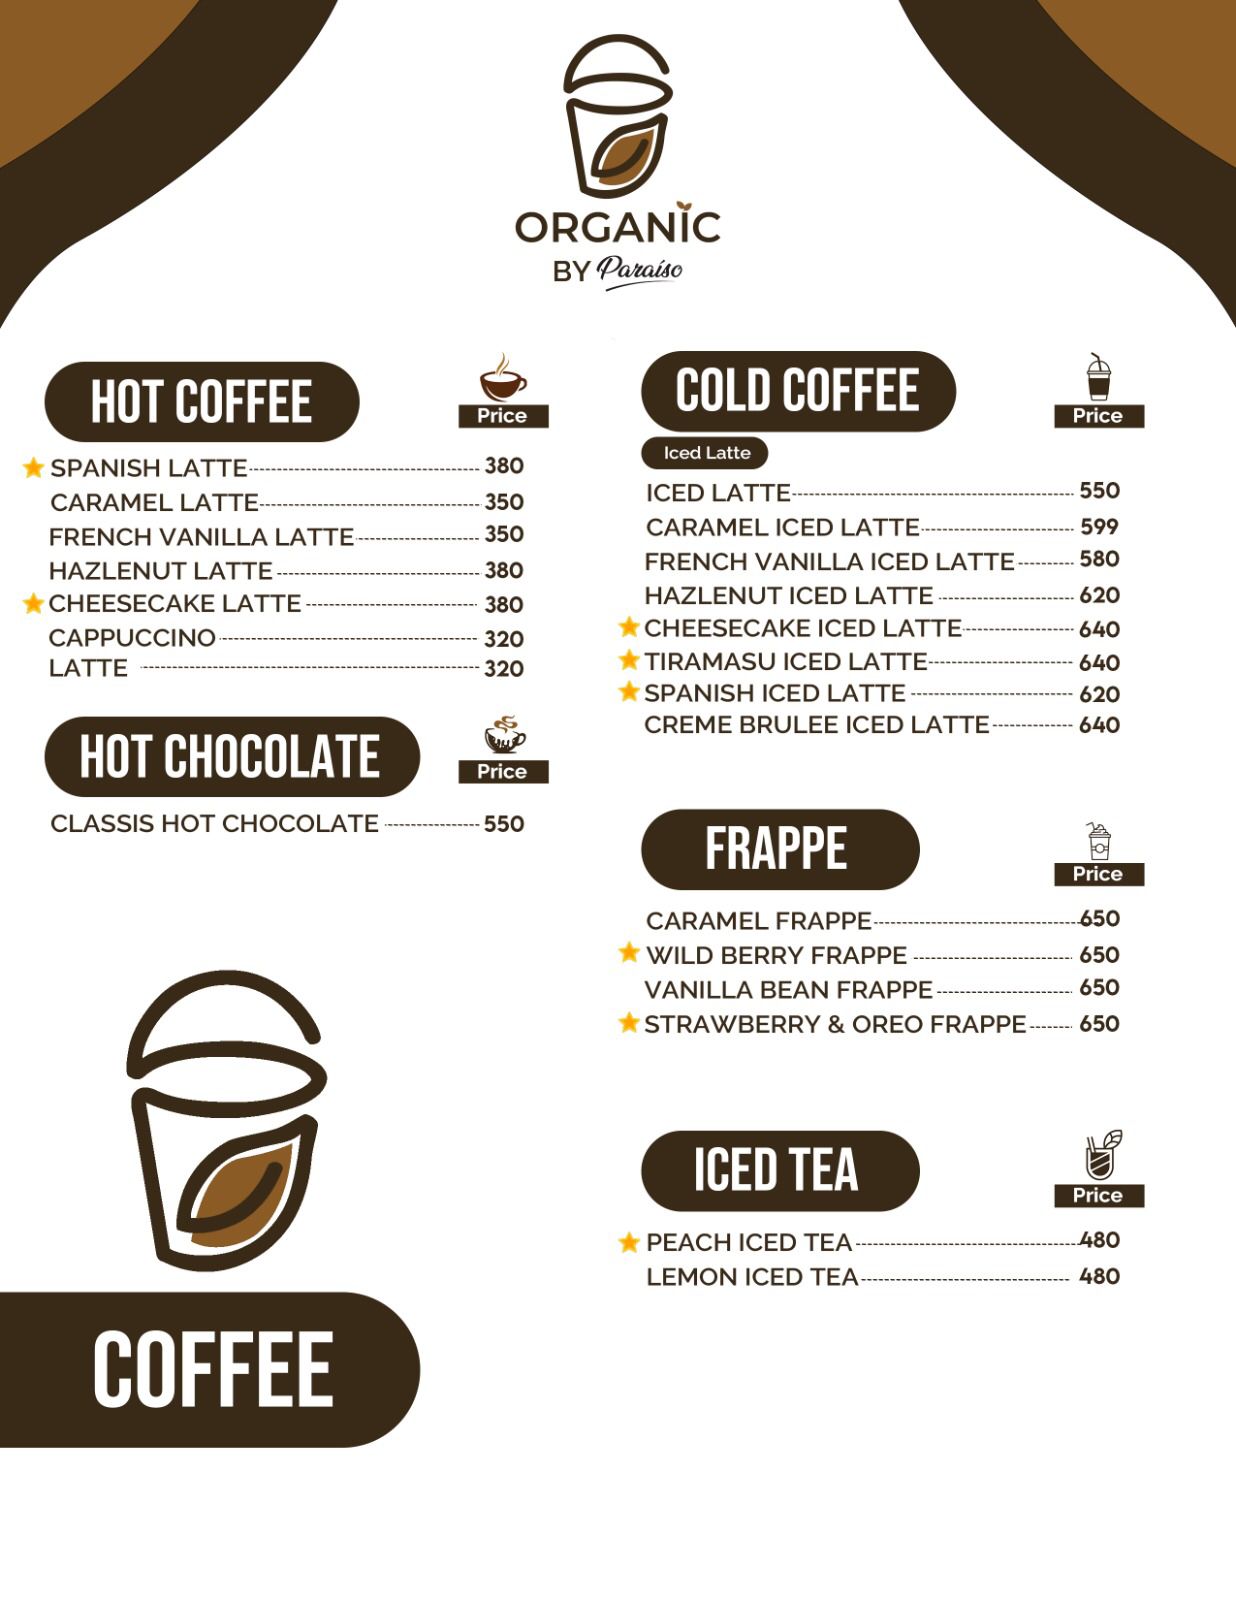 ORGANIC
BY Paraíso
HOT COFFEE
Price
SPANISH LATTE 380
CARAMEL LATTE 350
FRENCH VANILLA LATTE 350
HAZLENUT LATTE 380
CHEESECAKE LATTE 380
CAPPUCCINO 320
LATTE 320
HOT CHOCOLATE
Price
CLASSIS HOT CHOCOLATE 550
COFFEE
COLD COFFEE
Price
Iced Latte
ICED LATTE 550
CARAMEL ICED LATTE 599
FRENCH VANILLA ICED LATTE 580
HAZLENUT ICED LATTE 620
CHEESECAKE ICED LATTE 640
TIRAMASU ICED LATTE 640
SPANISH ICED LATTE 620
CREME BRULEE ICED LATTE 640
FRAPPE
Price
CARAMEL FRAPPE 650
WILD BERRY FRAPPE 650
VANILLA BEAN FRAPPE 650
STRAWBERRY & OREO FRAPPE 650
ICED TEA
Price
PEACH ICED TEA 480
LEMON ICED TEA 480